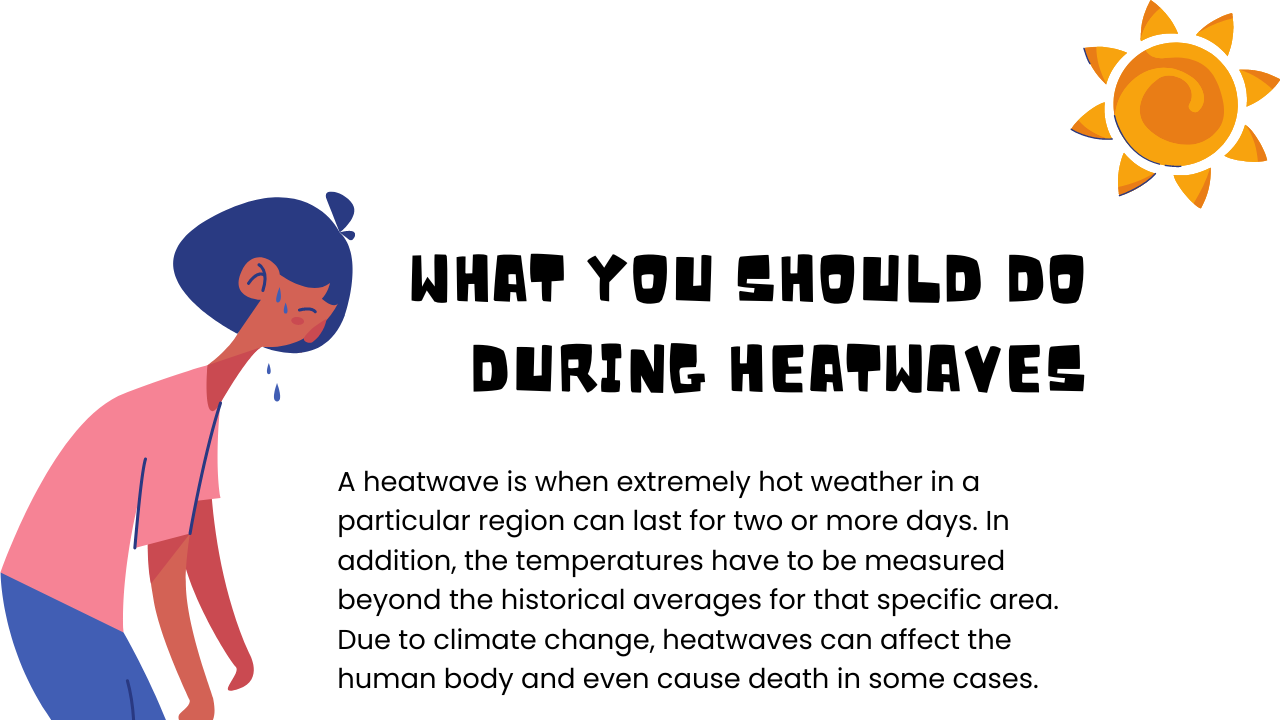 WHAT YOU SHOULD DO
DURING HEATWAVES
A heatwave is when extremely hot weather in a
particular region can last for two or more days. In
addition, the temperatures have to be measured
beyond the historical averages for that specific area.
Due to climate change, heatwaves can affect the
human body and even cause death in some cases.